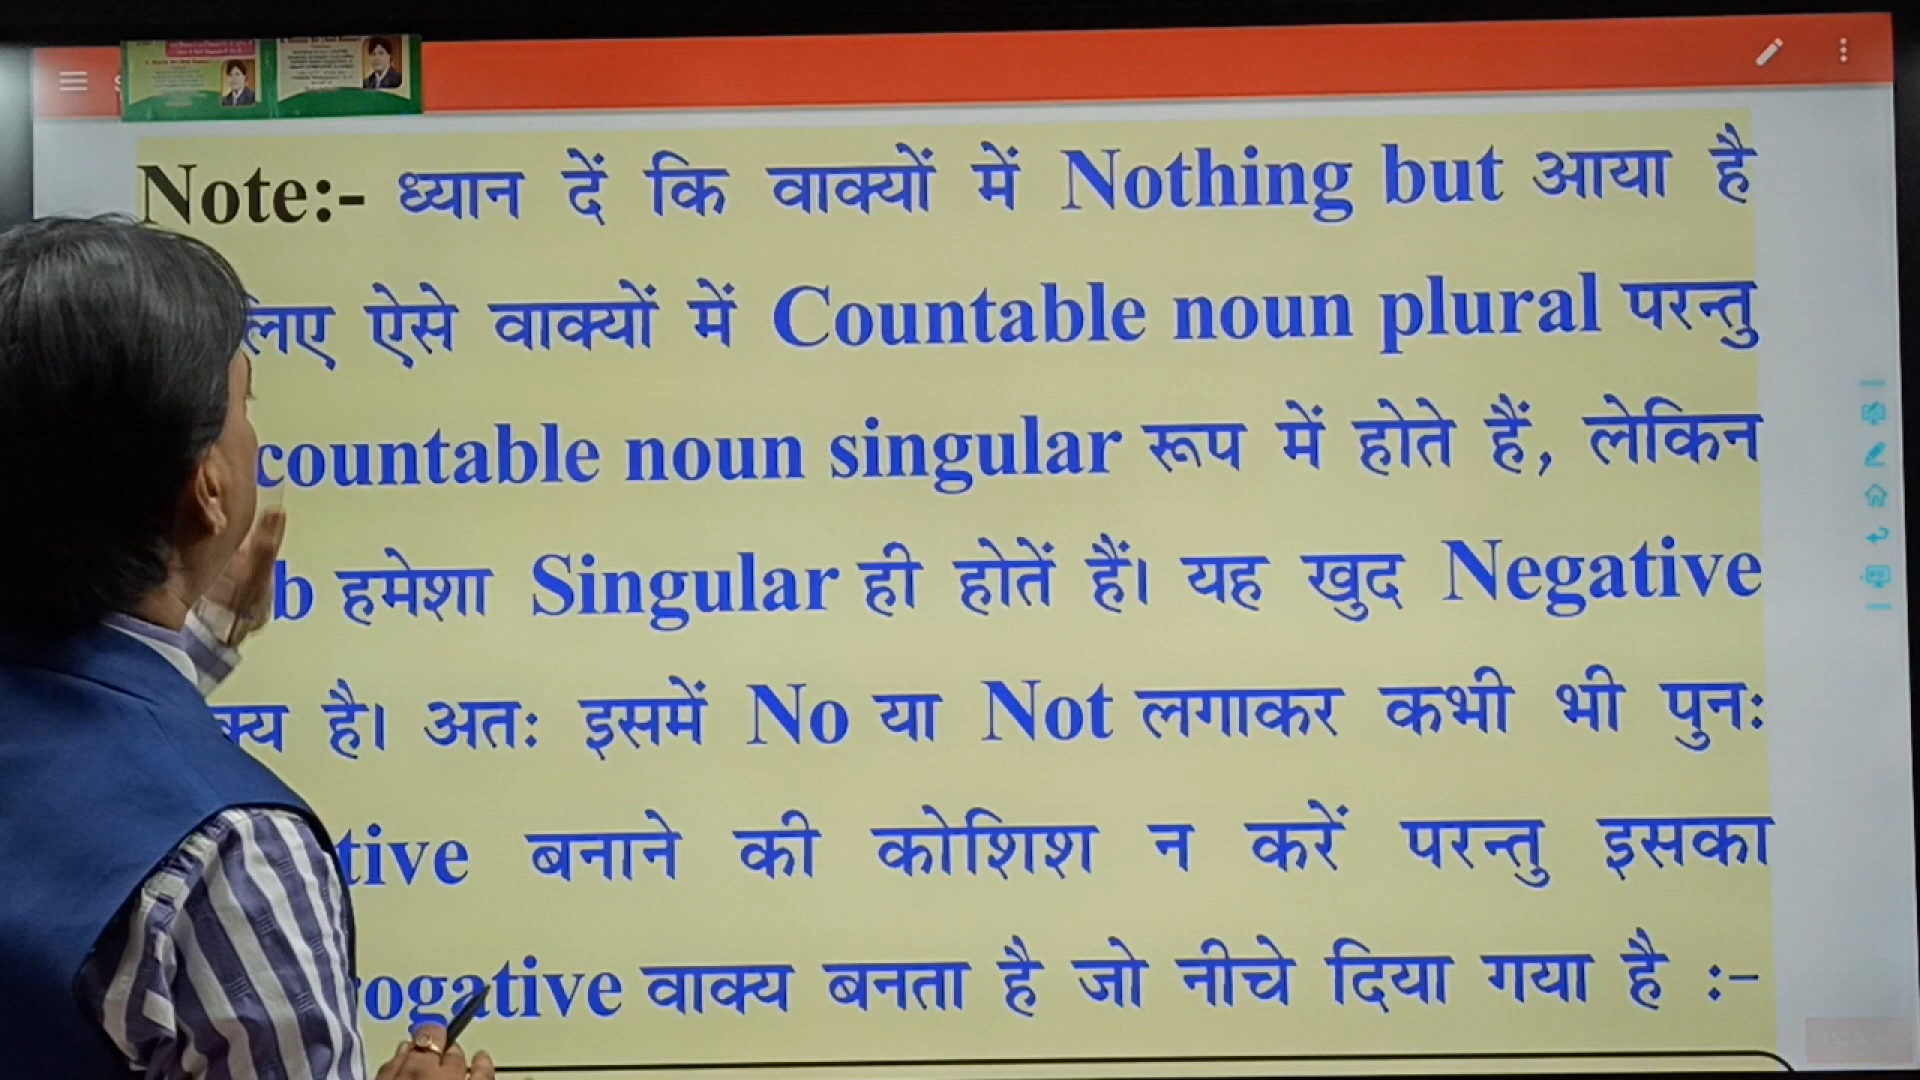 Note:- ध्यान दें कि वाक्यों में Nothing but आया है
लिए ऐसे वाक्यों में Countable noun plural परन्तु
countable noun singular रूप में होते हैं, लेकिन
b हमेशा Singular ही होतें हैं। यह खुद Negative
क्य है। अतः इसमें No या Not लगाकर कभी भी पुनः
tive बनाने की कोशिश न करें परन्तु इसका
rogative वाक्य बनता है जो नीचे दिया गया है :-